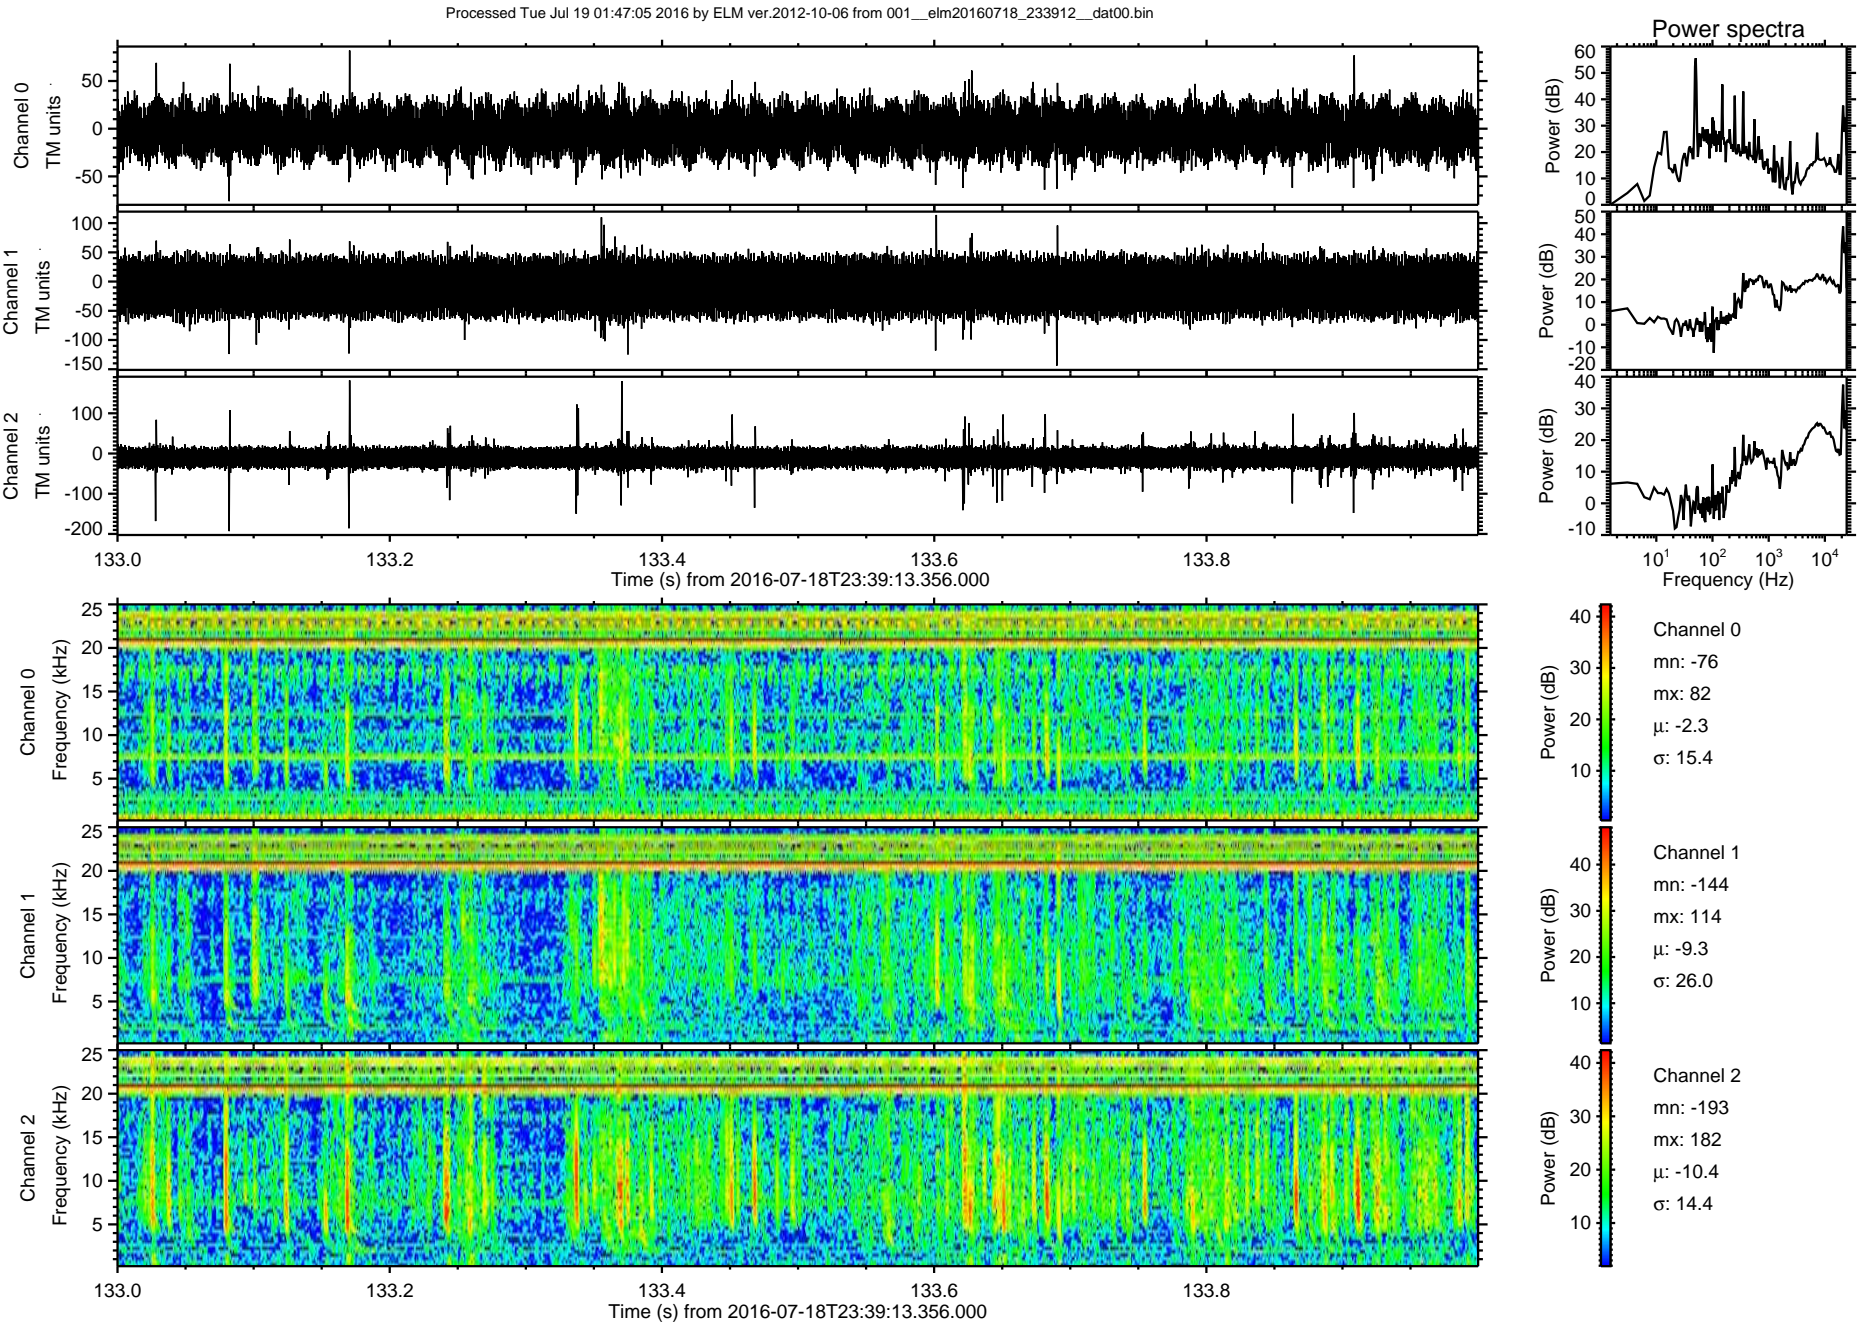 Processed Tue Jul 19 01:47:05 2016 by ELM ver.2012-10-06 from 001__elm20160718_233912__dat00.bin
Power spectra
Channel 0
TM units
50
0
-50
Power (dB)
60
50
40
30
20
10
0
Channel 1
TM units
100
50
0
-50
-100
-150
Power (dB)
50
40
30
20
10
0
-10
-20
Channel 2
TM units
100
0
-100
-200
Power (dB)
40
30
20
10
0
-10
133.0 133.2 133.4 133.6 133.8
Time (s) from 2016-07-18T23:39:13.356.000
10¹ 10² 10³ 10⁴
Frequency (Hz)
Channel 0
Frequency (kHz)
25
20
15
10
5
Power (dB)
40
30
20
10
Channel 0
mn: -76
mx: 82
μ: -2.3
σ: 15.4
Channel 1
Frequency (kHz)
25
20
15
10
5
Power (dB)
40
30
20
10
Channel 1
mn: -144
mx: 114
μ: -9.3
σ: 26.0
Channel 2
Frequency (kHz)
25
20
15
10
5
Power (dB)
40
30
20
10
Channel 2
mn: -193
mx: 182
μ: -10.4
σ: 14.4
133.0 133.2 133.4 133.6 133.8
Time (s) from 2016-07-18T23:39:13.356.000